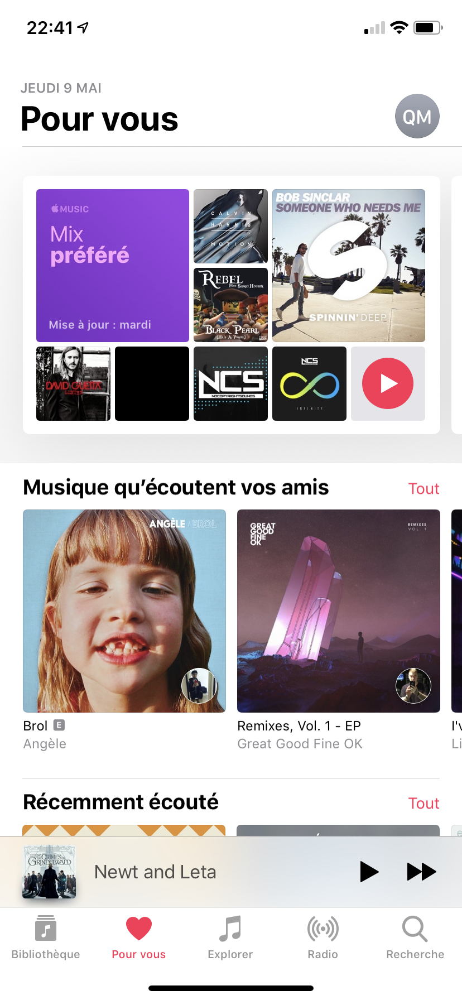 22:41
JEUDI 9 MAI
Pour vous
QM
MUSIC
Mix
préféré
Mise à jour : mardi
CALVIN
HARRIS
MOTION
REBEL
FEAT SIDNEY HOUSEN
BLACK PEARL
(HE'S A PIRATE)
BOB SINCLAR
SOMEONE WHO NEEDS ME
SPINNIN' DEEP
DAVID GUETTA
LISTEN
NCS
NOCOPYRIGHTSOUNDS
NCS
INFINITY
Musique qu’écoutent vos amis
Tout
ANGÈLE / BROL
GREAT
GOOD
FINE
OK
REMIXES
VOL. 1
Brol E
Angèle
Remixes, Vol. 1 - EP
Great Good Fine OK
I'v
Li
Récemment écouté
Tout
THE CRIMES OF
GRINDELWALD
Newt and Leta
Bibliothèque
Pour vous
Explorer
Radio
Recherche